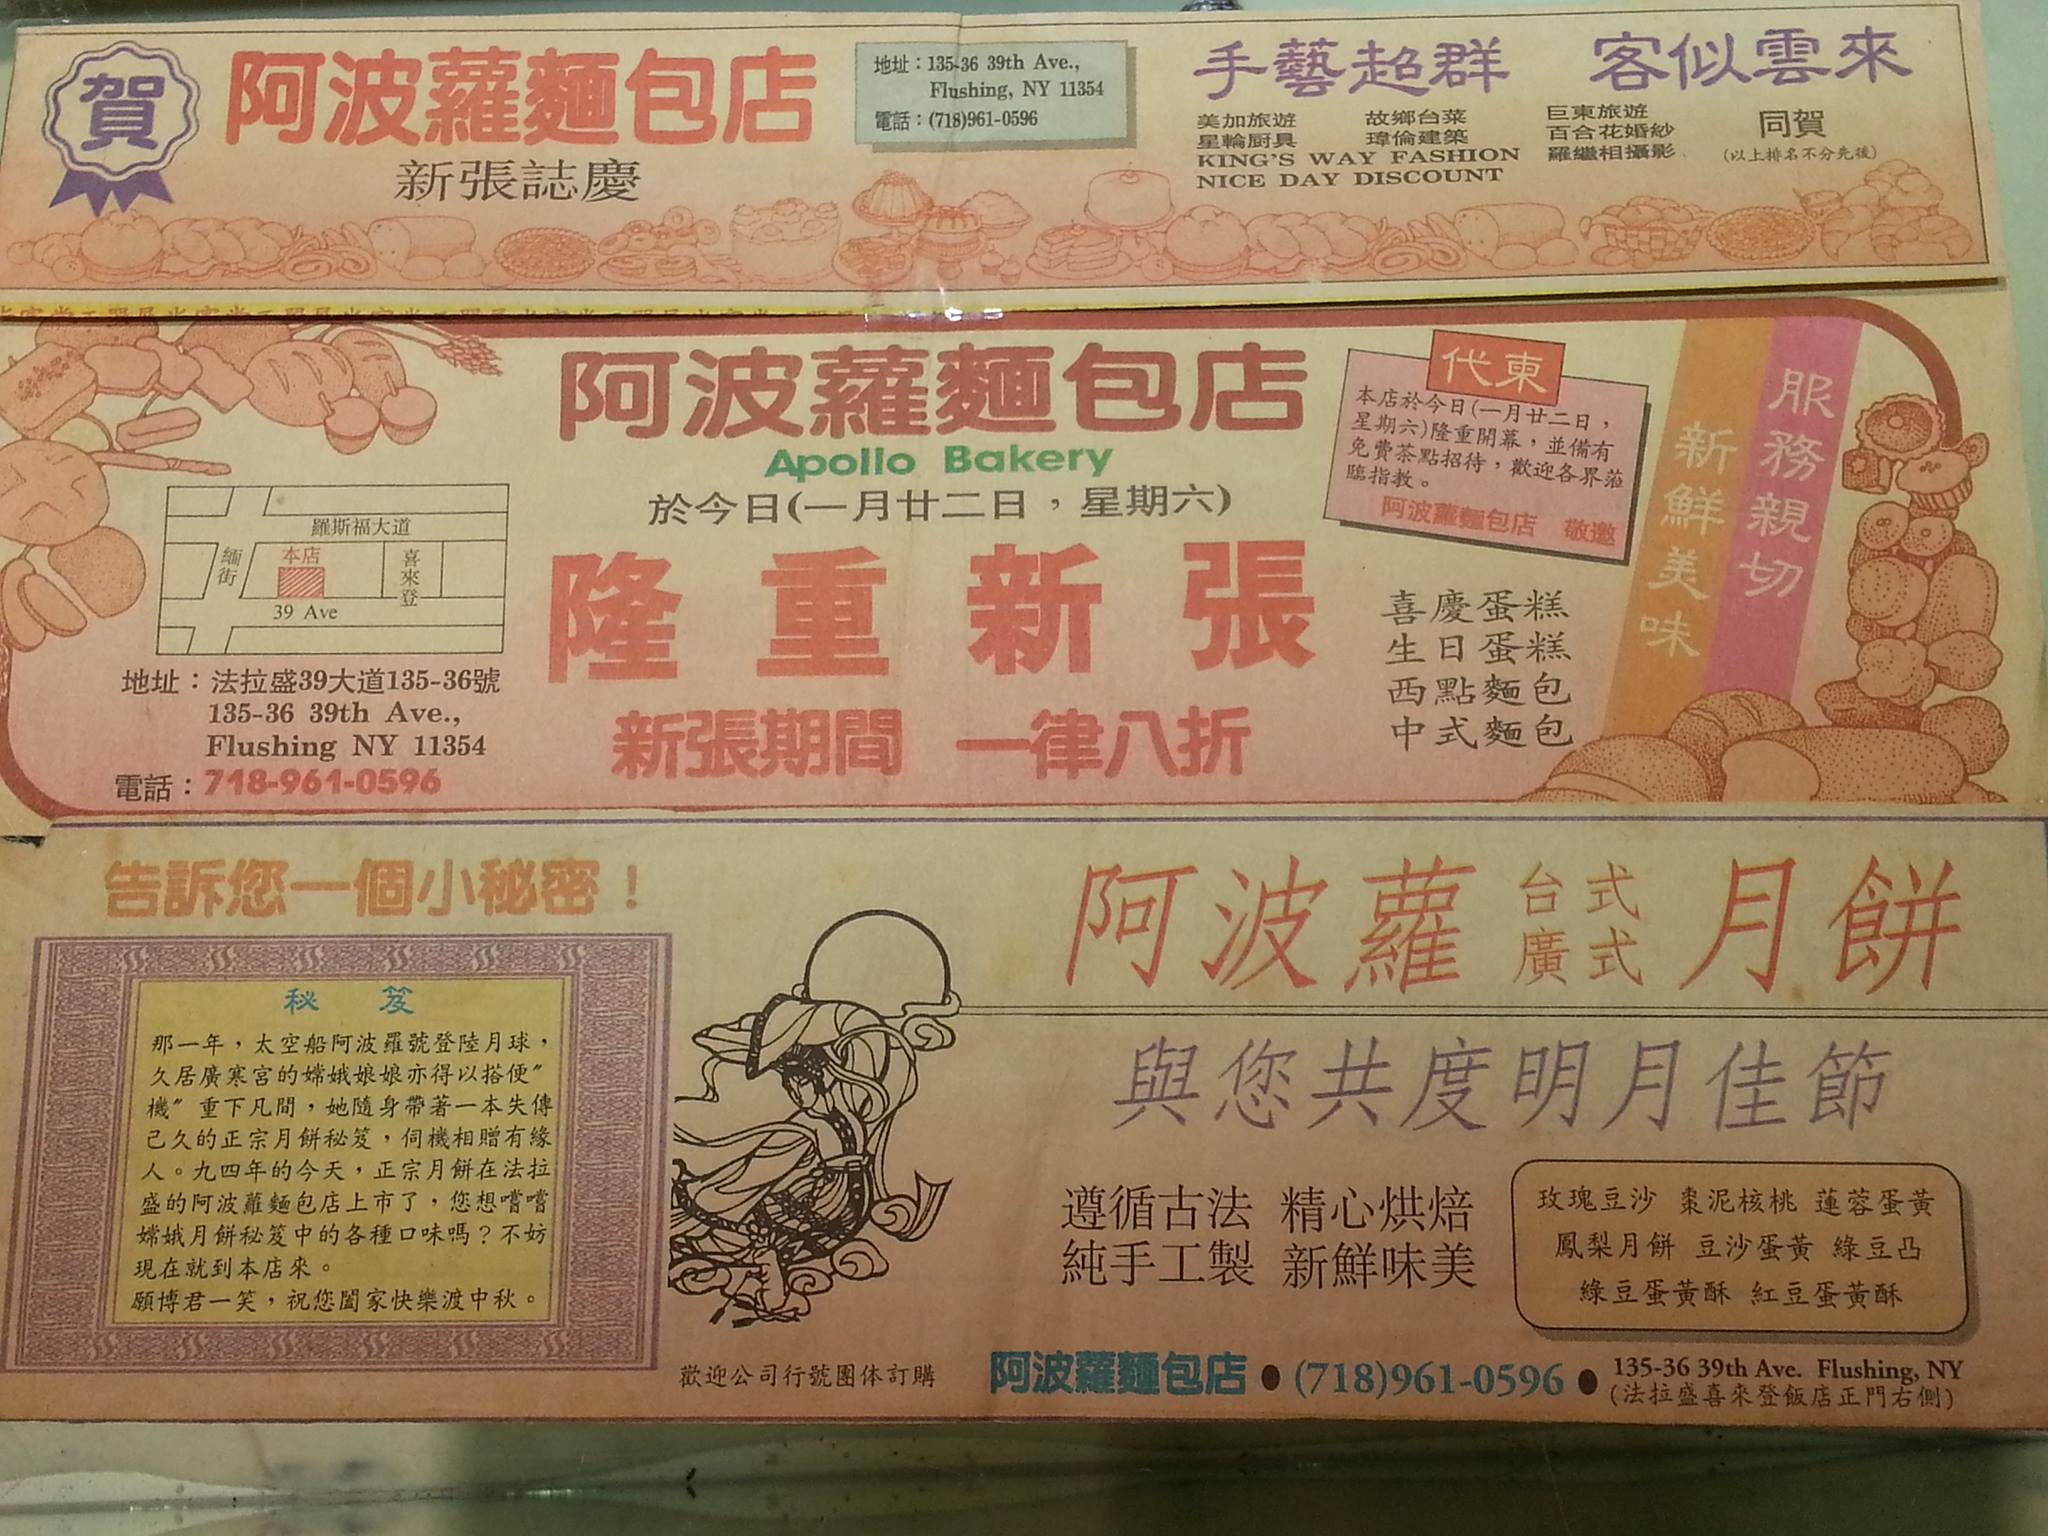 賀
阿波蘿麵包店
新張誌慶
地址：135-36 39th Ave.,
Flushing, NY 11354
電話：(718)961-0596
手藝超群 客似雲來
美加旅遊 故鄉台菜 巨東旅遊
星輪厨具 瑋倫建築 百合花婚紗
KING'S WAY FASHION 羅繼相攝影
NICE DAY DISCOUNT
同賀
(以上排名不分先後)
阿波蘿麵包店
Apollo Bakery
於今日(一月廿二日，星期六)
隆重新張
新張期間 一律八折
羅斯福大道
緬街
本店
喜來登
39 Ave
地址：法拉盛39大道135-36號
135-36 39th Ave.,
Flushing NY 11354
電話：718-961-0596
代柬
本店於今日(一月廿二日，
星期六)隆重開幕，並備有
免費茶點招待，歡迎各界蒞
臨指教。
阿波蘿麵包店 敬邀
喜慶蛋糕
生日蛋糕
西點麵包
中式麵包
新鮮美味
服務親切
告訴您一個小秘密！
秘笈
那一年，太空船阿波羅號登陸月球，
久居廣寒宮的嫦娥娘娘亦得以搭便"
機"重下凡間，她隨身帶著一本失傳
己久的正宗月餅秘笈，伺機相贈有緣
人。九四年的今天，正宗月餅在法拉
盛的阿波蘿麵包店上市了，您想嚐嚐
嫦娥月餅秘笈中的各種口味嗎？不妨
現在就到本店來。
願博君一笑，祝您闔家快樂渡中秋。
阿波蘿 台式 廣式 月餅
與您共度明月佳節
遵循古法 精心烘焙
純手工製 新鮮味美
玫瑰豆沙 棗泥核桃 蓮蓉蛋黃
鳳梨月餅 豆沙蛋黃 綠豆凸
綠豆蛋黃酥 紅豆蛋黃酥
歡迎公司行號團体訂購
阿波蘿麵包店 ● (718)961-0596 ● 135-36 39th Ave. Flushing, NY
(法拉盛喜來登飯店正門右側)